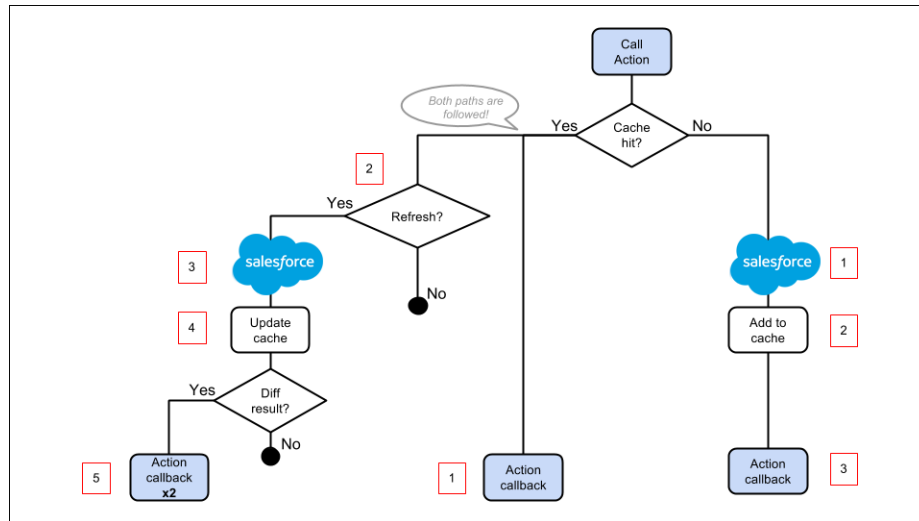 Call
Action
Both paths are
followed!
Yes
Cache
hit?
No
2
Yes
Refresh?
3
salesforce
No
salesforce
1
4
Update
cache
Add to
cache
2
Yes
Diff
result?
No
5
Action
callback
x2
1
Action
callback
Action
callback
3